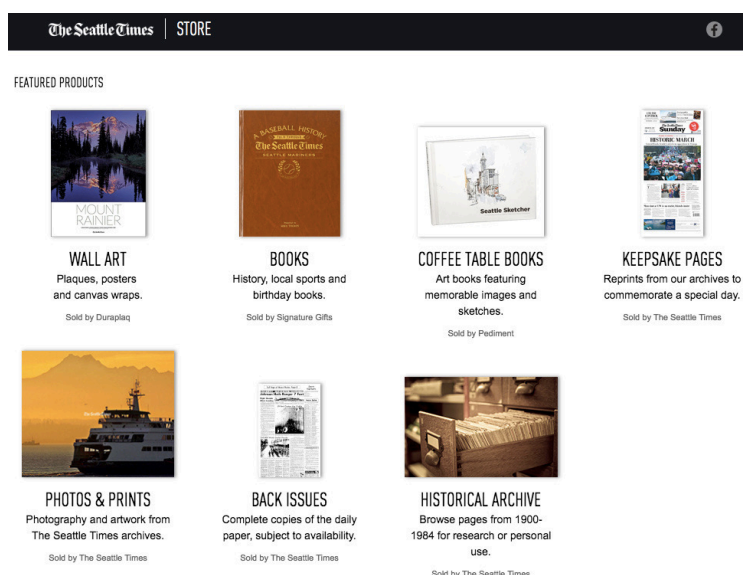 The Seattle Times STORE
FEATURED PRODUCTS
MOUNT
RAINIER
A BASEBALL HISTORY
The Seattle Times
SEATTLE MARINERS
Seattle Sketcher
Sunday
HISTORIC MARCH
WALL ART
Plaques, posters
and canvas wraps.
Sold by Duraplaq
BOOKS
History, local sports and
birthday books.
Sold by Signature Gifts
COFFEE TABLE BOOKS
Art books featuring
memorable images and
sketches.
Sold by Pediment
KEEPSAKE PAGES
Reprints from our archives to
commemorate a special day.
Sold by The Seattle Times
PHOTOS & PRINTS
Photography and artwork from
The Seattle Times archives.
Sold by The Seattle Times
BACK ISSUES
Complete copies of the daily
paper, subject to availability.
Sold by The Seattle Times
HISTORICAL ARCHIVE
Browse pages from 1900-
1984 for research or personal
use.
Sold by The Seattle Times